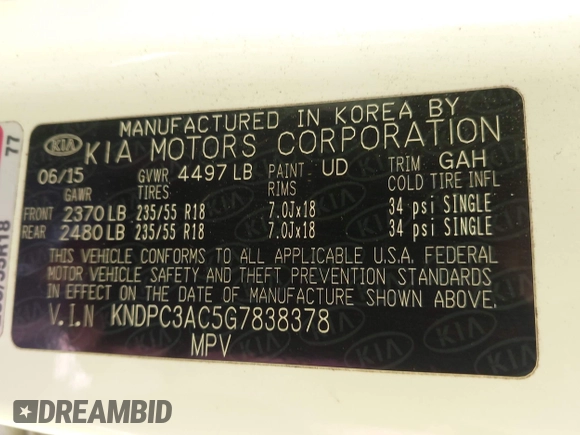 MANUFACTURED IN KOREA BY
KIA KIA MOTORS CORPORATION
06/15 GVWR 4497 LB PAINT UD TRIM GAH
GAWR TIRES RIMS COLD TIRE INFL
FRONT 2370 LB 235/55 R18 7.0Jx18 34 psi SINGLE
REAR 2480 LB 235/55 R18 7.0Jx18 34 psi SINGLE
THIS VEHICLE CONFORMS TO ALL APPLICABLE U.S.A. FEDERAL
MOTOR VEHICLE SAFETY AND THEFT PREVENTION STANDARDS
IN EFFECT ON THE DATE OF MANUFACTURE SHOWN ABOVE.
V.I.N KNDPC3AC5G7838378
MPV
77
DREAMBID